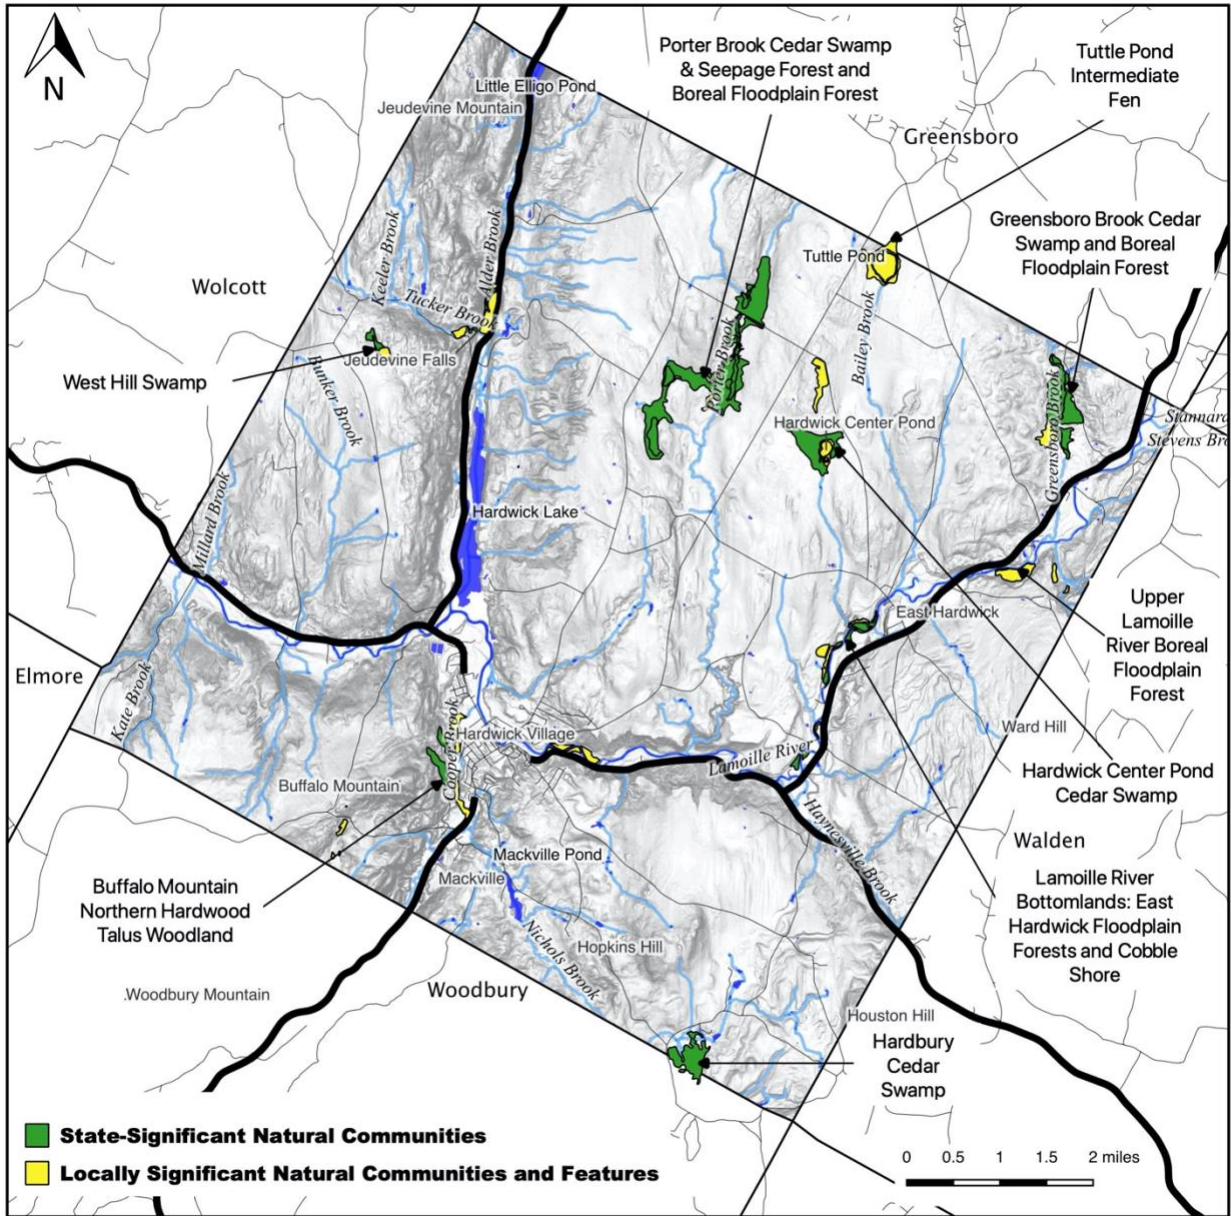 N
Porter Brook Cedar Swamp
& Seepage Forest and
Boreal Floodplain Forest
Tuttle Pond
Intermediate
Fen
Little Elligo Pond
Jeudevine Mountain
Greensboro
Greensboro Brook Cedar
Swamp and Boreal
Floodplain Forest
Keeler Brook
Alder Brook
Tuttle Pond
Wolcott
Tucker Brook
Bailey Brook
Porter Brook
Jeudevine Falls
West Hill Swamp
Bunker Brook
Greensboro Brook
Hardwick Center Pond
Stannard
Stevens Bro
Millard Brook
Hardwick Lake
East Hardwick
Upper
Lamoille
River Boreal
Floodplain
Forest
Elmore
Kate Brook
Cooper Brook
Hardwick Village
Ward Hill
Lamoille River
Hardwick Center Pond
Cedar Swamp
Buffalo Mountain
Haynesville Brook
Walden
Mackville Pond
Mackville
Buffalo Mountain
Northern Hardwood
Talus Woodland
Lamoille River
Bottomlands: East
Hardwick Floodplain
Forests and Cobble
Shore
Nichols Brook
Hopkins Hill
Woodbury
Woodbury Mountain
Houston Hill
Hardbury
Cedar
Swamp
State-Significant Natural Communities
Locally Significant Natural Communities and Features
0 0.5 1 1.5 2 miles